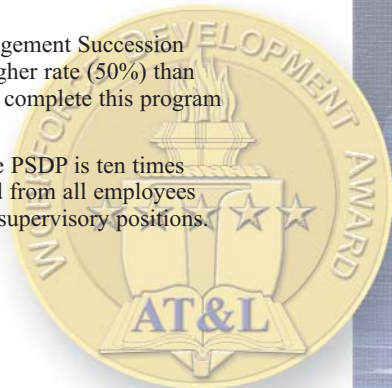 agement Succession
gher rate (50%) than
complete this program
e PSDP is ten times
d from all employees
supervisory positions.
WORKFORCE DEVELOPMENT AWARD
AT&L